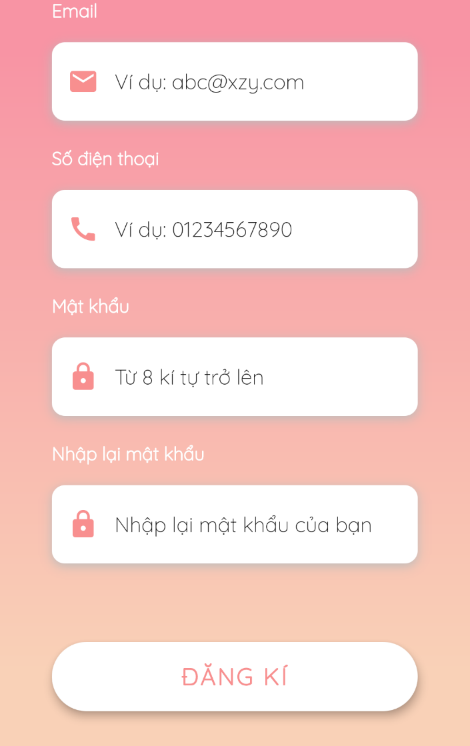 Email
Ví dụ: abc@xzy.com
Số điện thoại
Ví dụ: 01234567890
Mật khẩu
Từ 8 kí tự trở lên
Nhập lại mật khẩu
Nhập lại mật khẩu của bạn
ĐĂNG KÍ